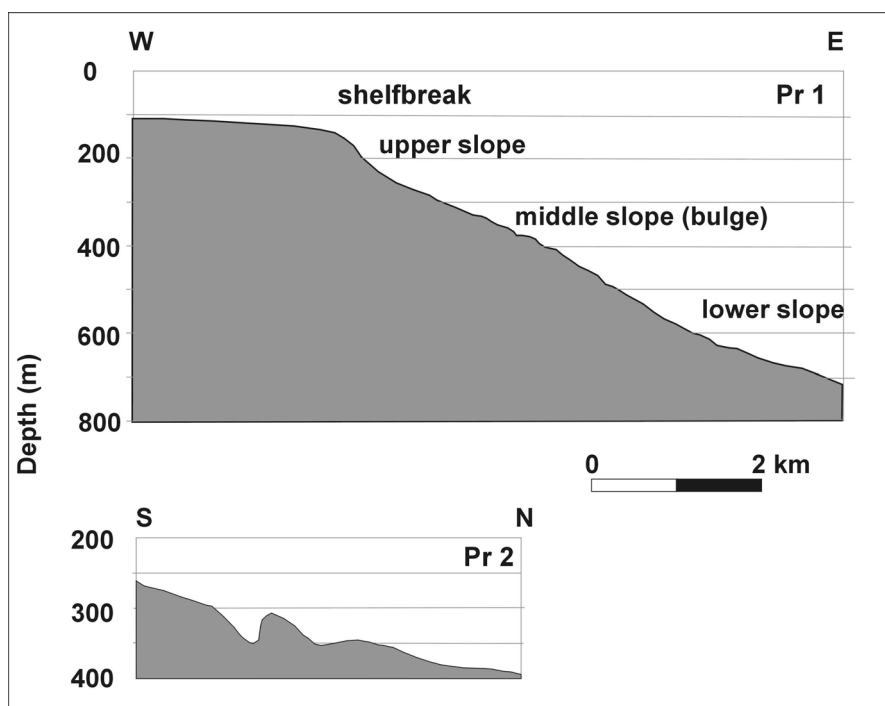 W E
0
shelfbreak Pr 1
upper slope
200
middle slope (bulge)
400
lower slope
600
800
Depth (m)
0 2 km
S N
200
Pr 2
300
400